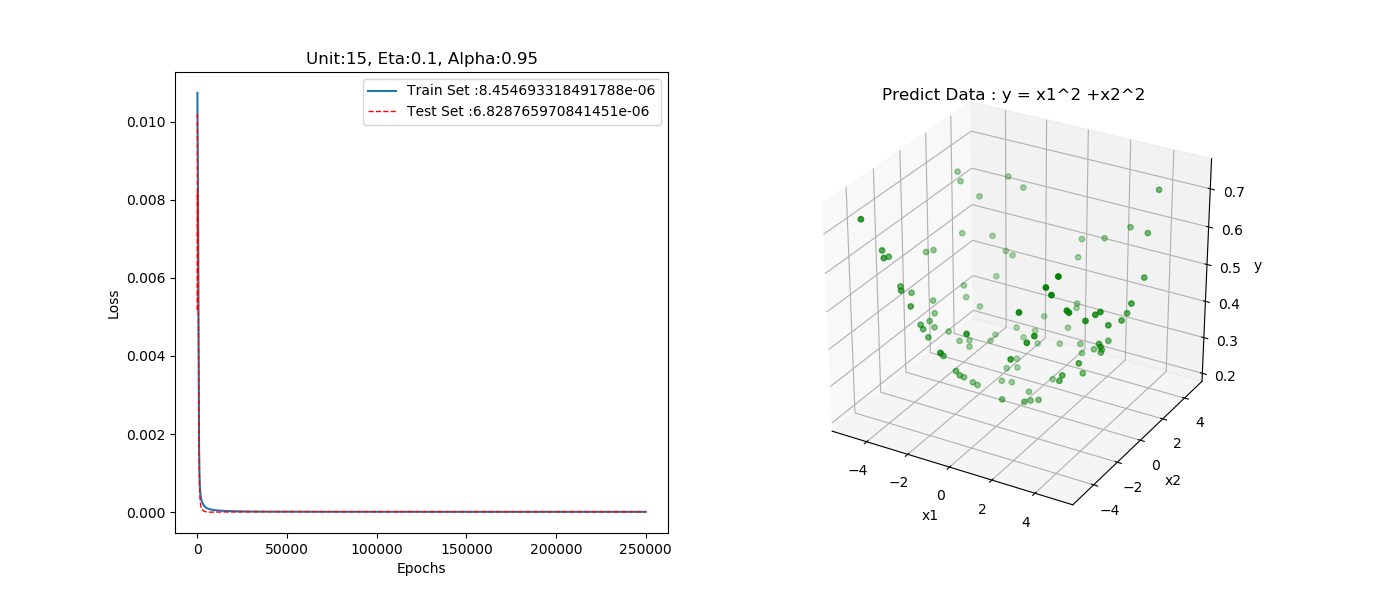 Unit:15, Eta:0.1, Alpha:0.95
Train Set :8.454693318491788e-06
Test Set :6.828765970841451e-06
0.010
0.008
0.006
0.004
0.002
0.000
Loss
0 50000 100000 150000 200000 250000
Epochs
Predict Data : y = x1^2 +x2^2
0.7
0.6
0.5
0.4
0.3
0.2
y
−4 −2 0 2 4
x1
−4 −2 0 2 4
x2